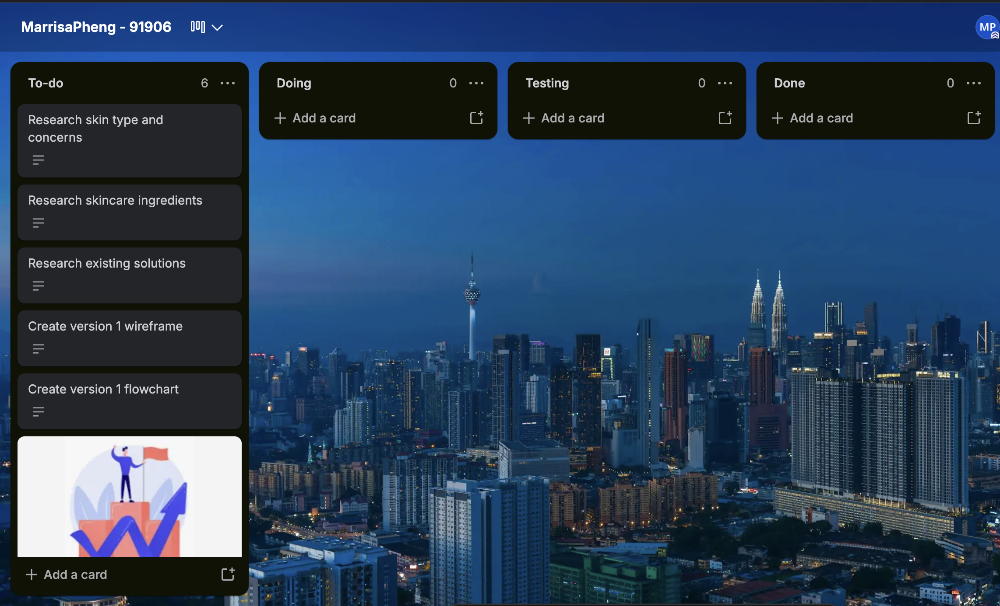 MarrisaPheng - 91906
MP
To-do 6
Research skin type and
concerns
Research skincare ingredients
Research existing solutions
Create version 1 wireframe
Create version 1 flowchart
Add a card
Doing 0
Add a card
Testing 0
Add a card
Done 0
Add a card